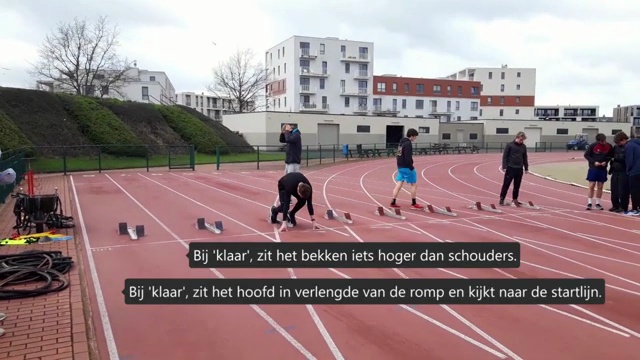 Bij 'klaar', zit het bekken iets hoger dan schouders.
Bij 'klaar', zit het hoofd in verlengde van de romp en kijkt naar de startlijn.